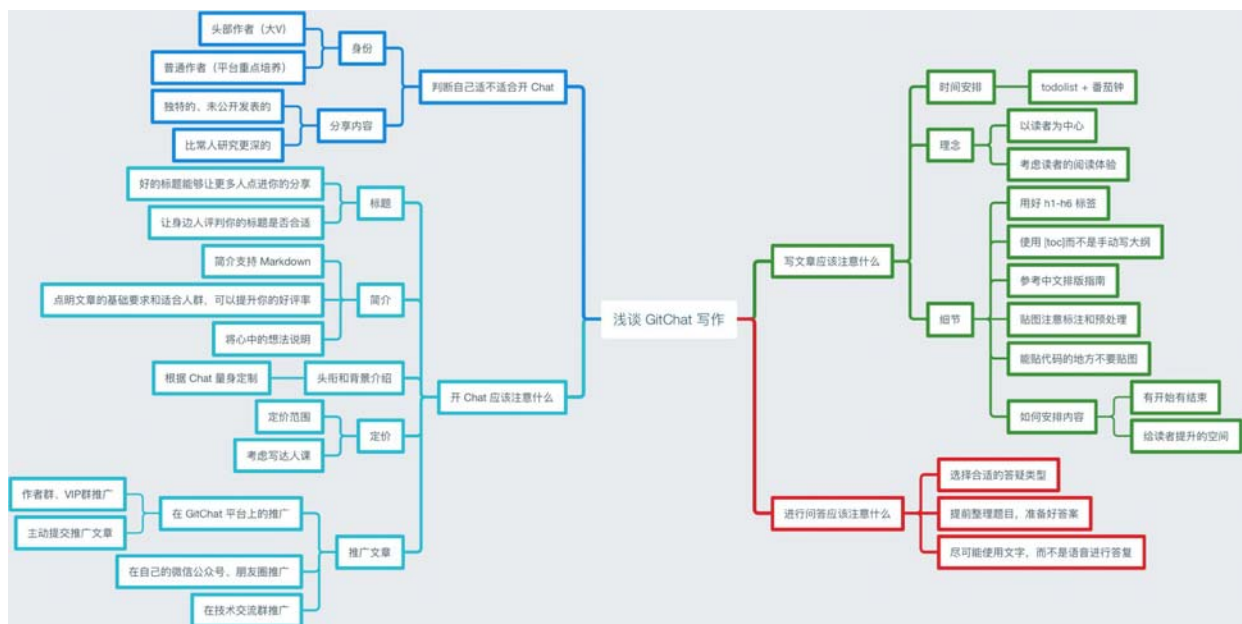 浅谈 GitChat 写作
判断自己适不适合开 Chat
身份
头部作者（大V）
普通作者（平台重点培养）
分享内容
独特的、未公开发表的
比常人研究更深的
开 Chat 应该注意什么
标题
好的标题能够让更多人点进你的分享
让身边人评判你的标题是否合适
简介
简介支持 Markdown
点明文章的基础要求和适合人群，可以提升你的好评率
将心中的想法说明
头衔和背景介绍
根据 Chat 量身定制
定价
定价范围
考虑写达人课
推广文章
在 GitChat 平台上的推广
作者群、VIP群推广
主动提交推广文章
在自己的微信公众号、朋友圈推广
在技术交流群推广
写文章应该注意什么
时间安排
todolist + 番茄钟
理念
以读者为中心
考虑读者的阅读体验
细节
用好 h1-h6 标签
使用 [toc]而不是手动写大纲
参考中文排版指南
贴图注意标注和预处理
能贴代码的地方不要贴图
如何安排内容
有开始有结束
给读者提升的空间
进行问答应该注意什么
选择合适的答疑类型
提前整理题目，准备好答案
尽可能使用文字，而不是语音进行答复